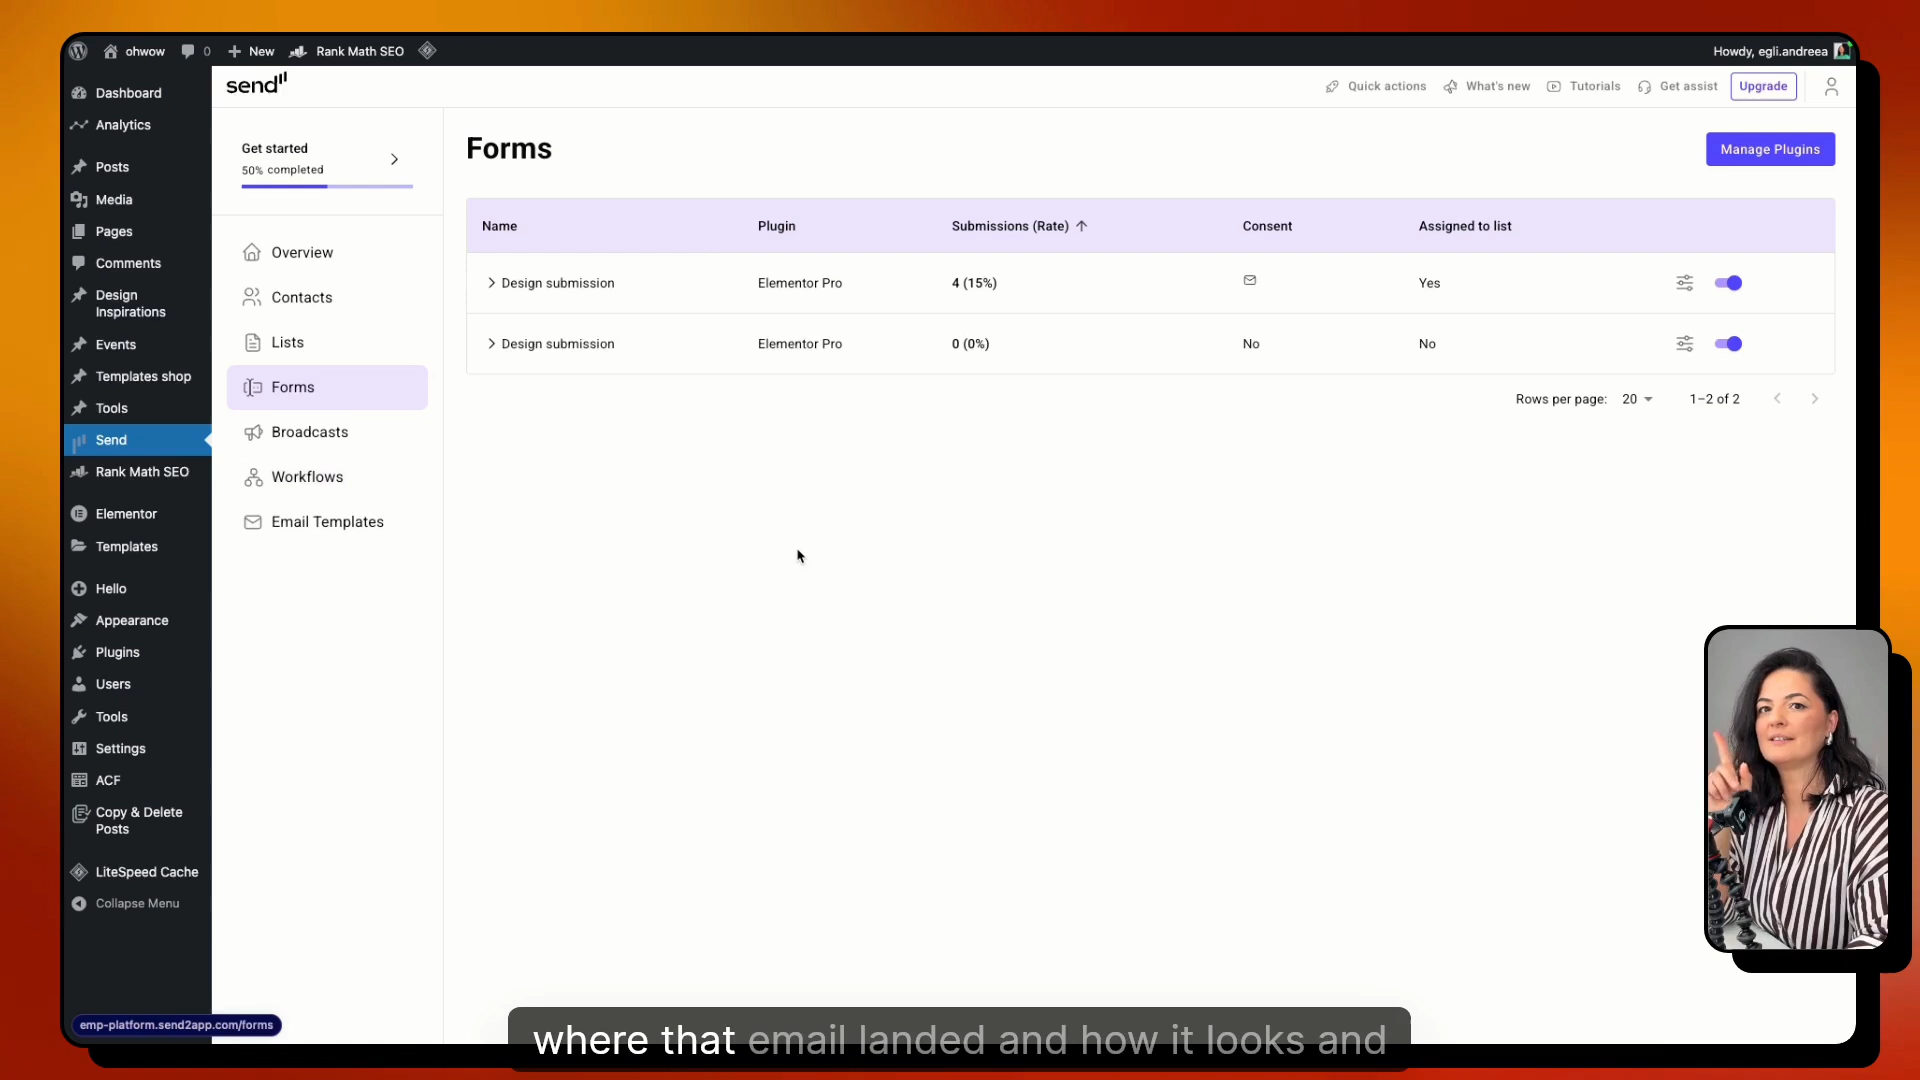 ohwow
0
New
Rank Math SEO
Howdy, egli.andreea
Dashboard
Analytics
Posts
Media
Pages
Comments
Design
Inspirations
Events
Templates shop
Tools
Send
Rank Math SEO
Elementor
Templates
Hello
Appearance
Plugins
Users
Tools
Settings
ACF
Copy & Delete
Posts
LiteSpeed Cache
Collapse Menu
emp-platform.send2app.com/forms
send
Quick actions
What's new
Tutorials
Get assist
Upgrade
Get started
50% completed
Overview
Contacts
Lists
Forms
Broadcasts
Workflows
Email Templates
Forms
Manage Plugins
Name Plugin Submissions (Rate) Consent Assigned to list
Design submission Elementor Pro 4 (15%) Yes
Design submission Elementor Pro 0 (0%) No No
Rows per page: 20 1–2 of 2
where that email landed and how it looks and